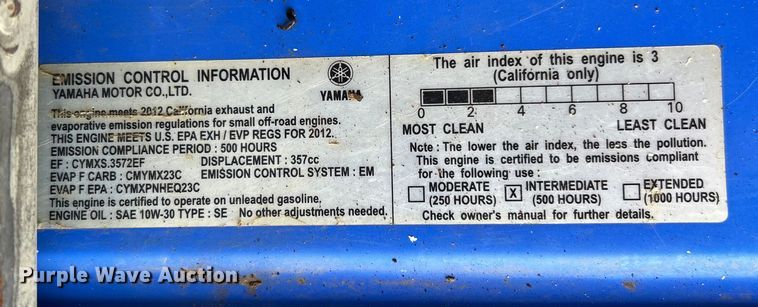 EMISSION CONTROL INFORMATION
YAMAHA MOTOR CO.,LTD.
YAMAHA
This engine meets 2012 California exhaust and
evaporative emission regulations for small off-road engines.
THIS ENGINE MEETS U.S. EPA EXH / EVP REGS FOR 2012.
EMISSION COMPLIANCE PERIOD : 500 HOURS
EF : CYMXS.3572EF DISPLACEMENT : 357cc
EVAP F CARB : CMYMX23C EMISSION CONTROL SYSTEM : EM
EVAP F EPA : CYMXPNHEQ23C
This engine is certified to operate on unleaded gasoline.
ENGINE OIL : SAE 10W-30 TYPE : SE No other adjustments needed.
The air index of this engine is 3
(California only)
0 2 4 6 8 10
MOST CLEAN LEAST CLEAN
Note : The lower the air index, the less the pollution.
This engine is certified to be emissions compliant
for the following use :
MODERATE X INTERMEDIATE EXTENDED
(250 HOURS) (500 HOURS) (1000 HOURS)
Check owner's manual for further details.
Purple Wave Auction